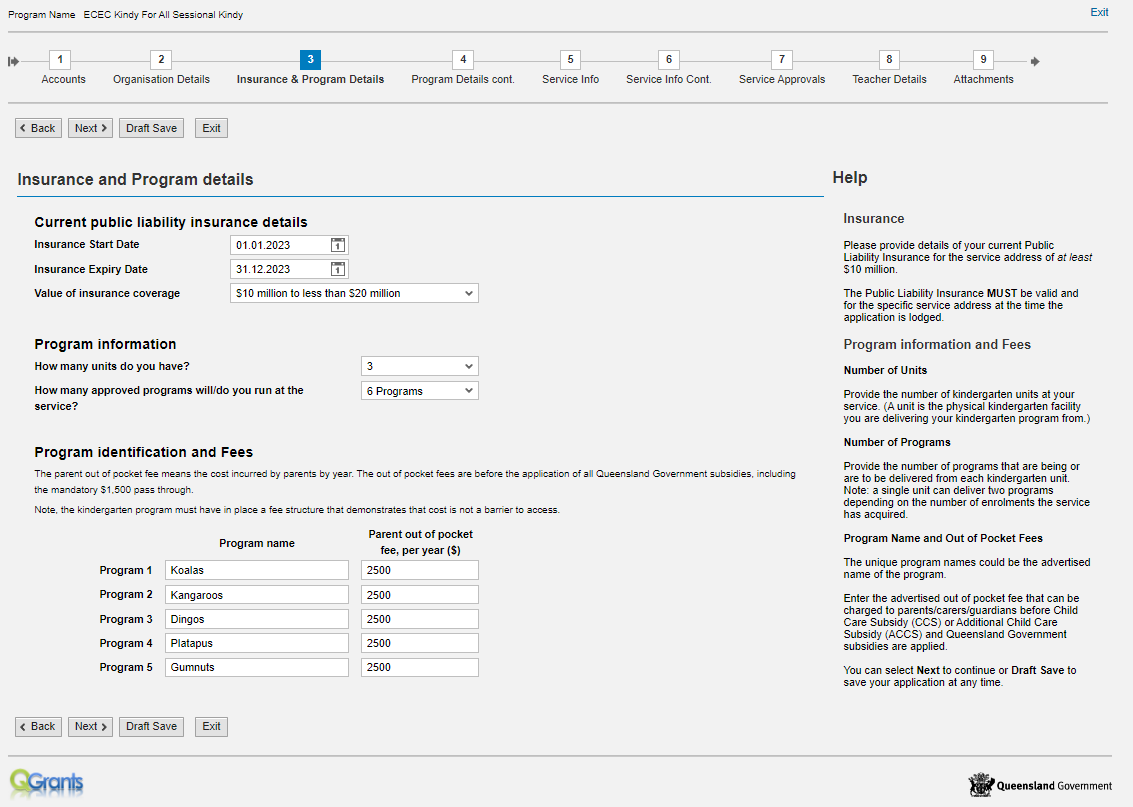 Program Name ECEC Kindy For All Sessional Kindy
Exit
1 2 3 4 5 6 7 8 9
Accounts Organisation Details Insurance & Program Details Program Details cont. Service Info Service Info Cont. Service Approvals Teacher Details Attachments
Back Next Draft Save Exit
Insurance and Program details
Current public liability insurance details
Insurance Start Date 01.01.2023 1
Insurance Expiry Date 31.12.2023 1
Value of insurance coverage $10 million to less than $20 million
Program information
How many units do you have? 3
How many approved programs will/do you run at the
service?
6 Programs
Program identification and Fees
The parent out of pocket fee means the cost incurred by parents by year. The out of pocket fees are before the application of all Queensland Government subsidies, including
the mandatory $1,500 pass through.
Note, the kindergarten program must have in place a fee structure that demonstrates that cost is not a barrier to access.
Program name
Parent out of pocket
fee, per year ($)
Program 1 Koalas 2500
Program 2 Kangaroos 2500
Program 3 Dingos 2500
Program 4 Platapus 2500
Program 5 Gumnuts 2500
Help
Insurance
Please provide details of your current Public
Liability Insurance for the service address of at least
$10 million.
The Public Liability Insurance MUST be valid and
for the specific service address at the time the
application is lodged.
Program information and Fees
Number of Units
Provide the number of kindergarten units at your
service. (A unit is the physical kindergarten facility
you are delivering your kindergarten program from.)
Number of Programs
Provide the number of programs that are being or
are to be delivered from each kindergarten unit.
Note: a single unit can deliver two programs
depending on the number of enrolments the service
has acquired.
Program Name and Out of Pocket Fees
The unique program names could be the advertised
name of the program.
Enter the advertised out of pocket fee that can be
charged to parents/carers/guardians before Child
Care Subsidy (CCS) or Additional Child Care
Subsidy (ACCS) and Queensland Government
subsidies are applied.
You can select Next to continue or Draft Save to
save your application at any time.
Back Next Draft Save Exit
QGrants
Queensland Government